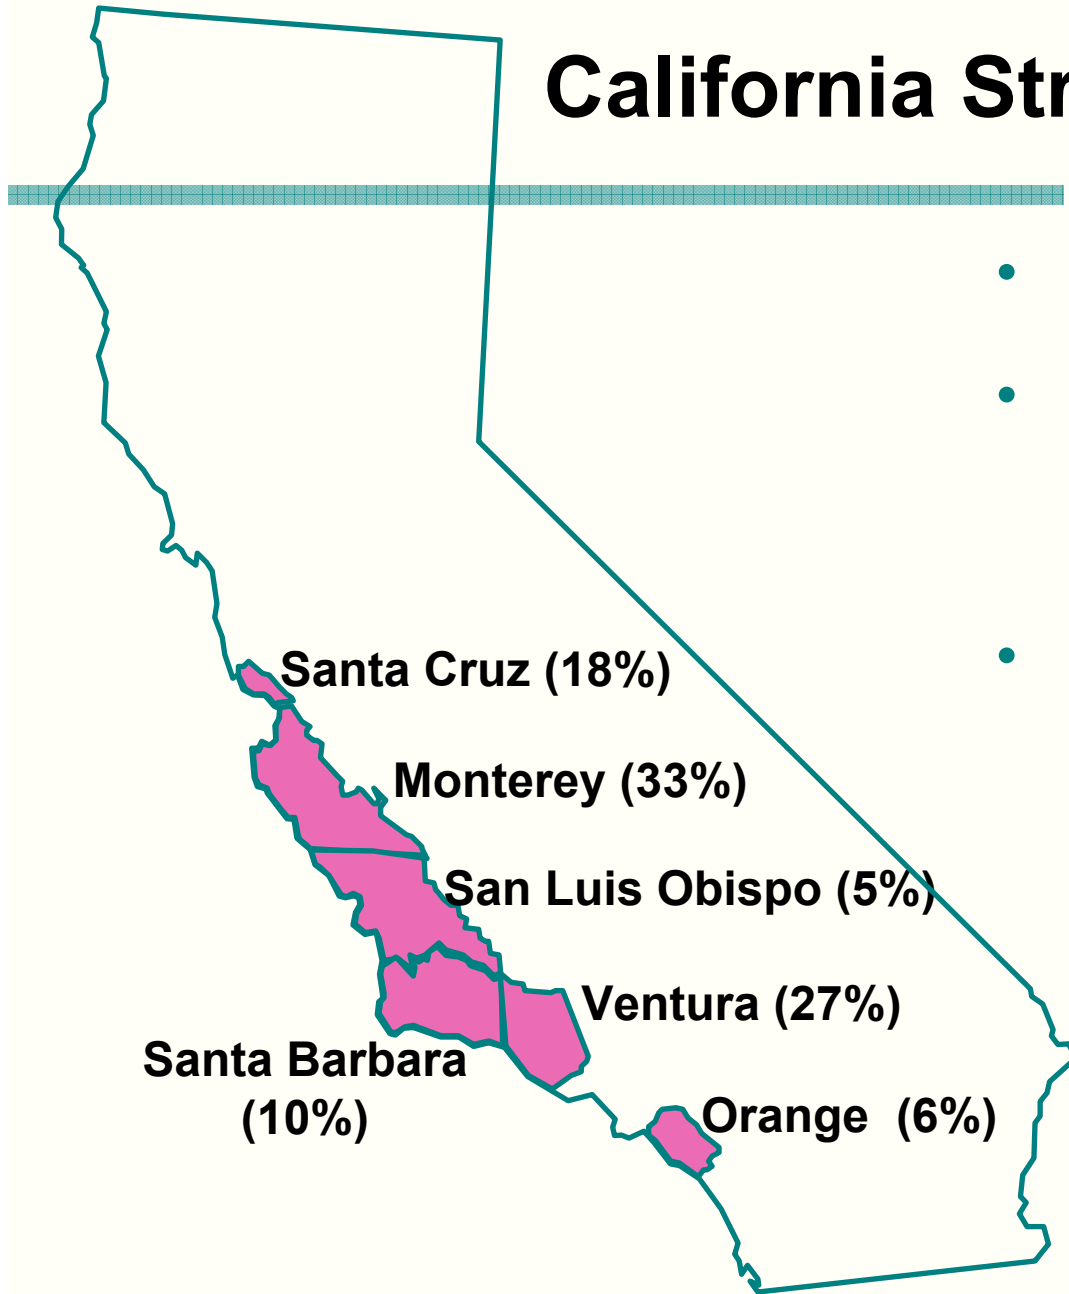 California Str
Santa Cruz (18%)
Monterey (33%)
San Luis Obispo (5%)
Ventura (27%)
Santa Barbara
(10%)
Orange (6%)